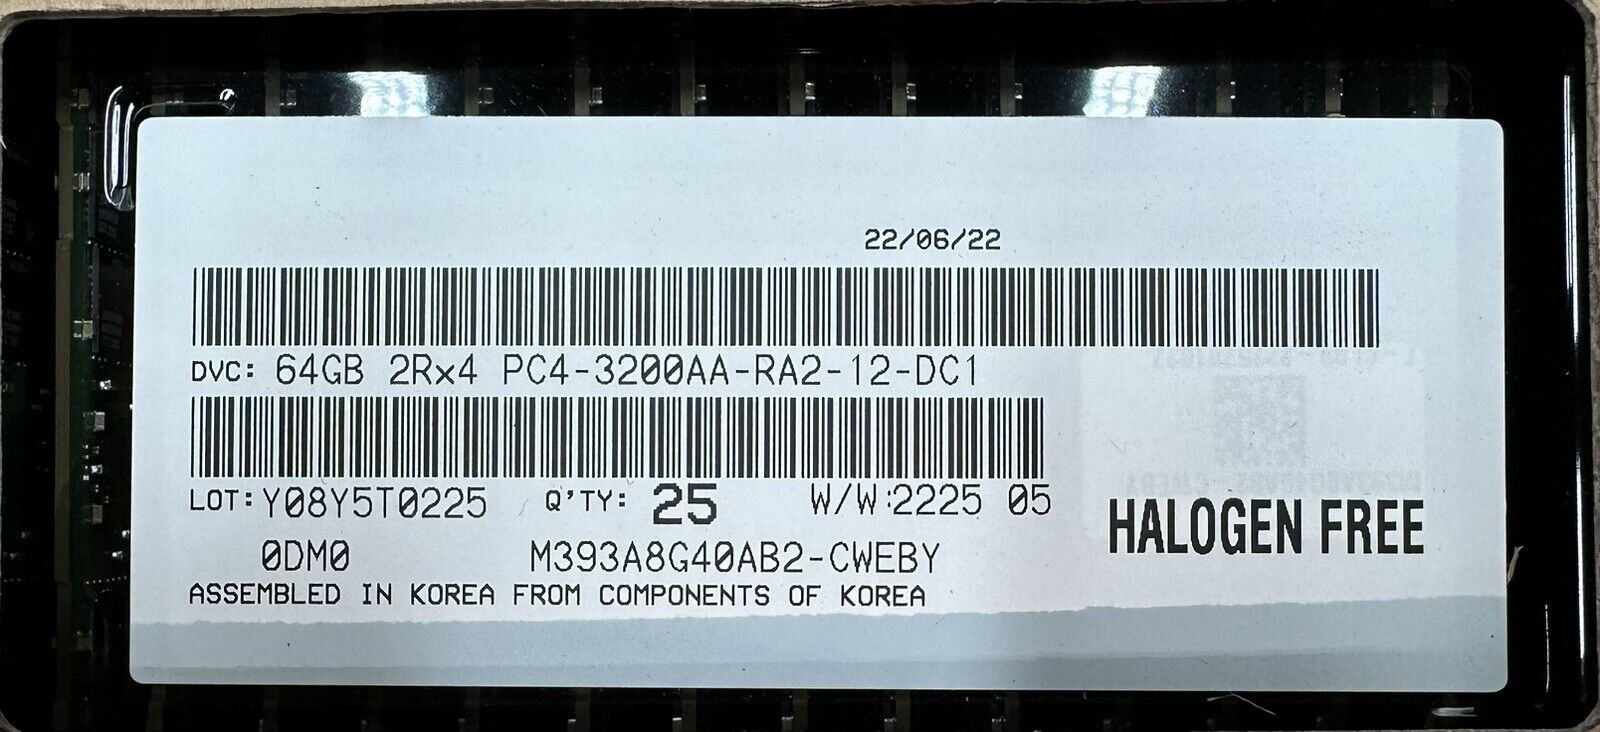 22/06/22
DVC: 64GB 2Rx4 PC4-3200AA-RA2-12-DC1
LOT: Y08Y5T0225 Q'TY: 25 W/W:2225 05
0DM0 M393A8G40AB2-CWEBY
HALOGEN FREE
ASSEMBLED IN KOREA FROM COMPONENTS OF KOREA